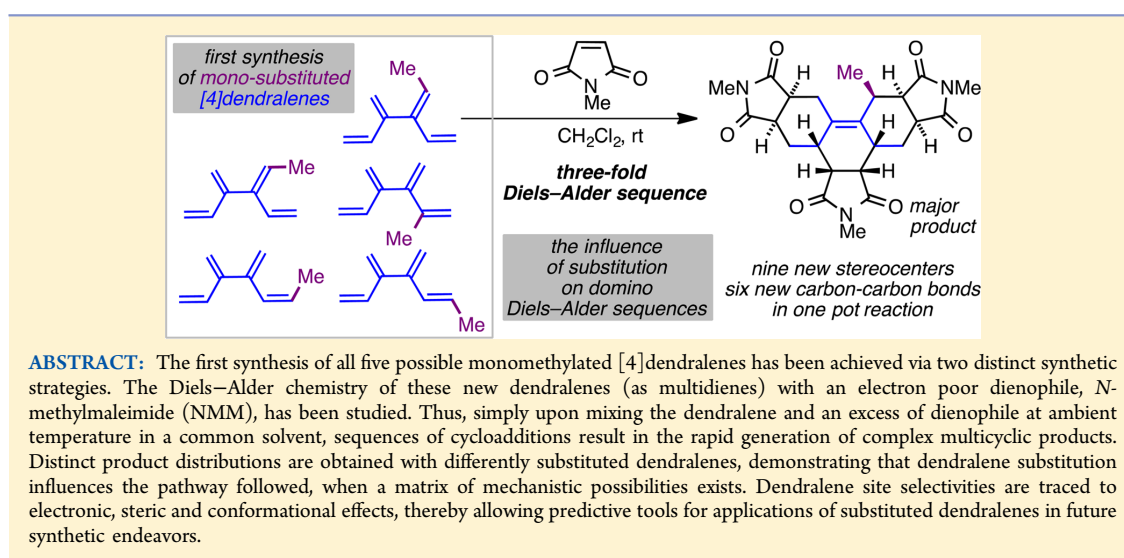 first synthesis
of mono-substituted
[4]dendralenes
Me
Me
Me
Me
Me
O
N
O
Me
CH2Cl2, rt
three-fold
Diels–Alder sequence
the influence
of substitution
on domino
Diels–Alder sequences
O
H
Me
H
O
MeN
NMe
O
H
H
H
H
O
H
H
O
N
O
Me
major
product
nine new stereocenters
six new carbon-carbon bonds
in one pot reaction
ABSTRACT: The first synthesis of all five possible monomethylated [4]dendralenes has been achieved via two distinct synthetic
strategies. The Diels−Alder chemistry of these new dendralenes (as multidienes) with an electron poor dienophile, N-
methylmaleimide (NMM), has been studied. Thus, simply upon mixing the dendralene and an excess of dienophile at ambient
temperature in a common solvent, sequences of cycloadditions result in the rapid generation of complex multicyclic products.
Distinct product distributions are obtained with differently substituted dendralenes, demonstrating that dendralene substitution
influences the pathway followed, when a matrix of mechanistic possibilities exists. Dendralene site selectivities are traced to
electronic, steric and conformational effects, thereby allowing predictive tools for applications of substituted dendralenes in future
synthetic endeavors.